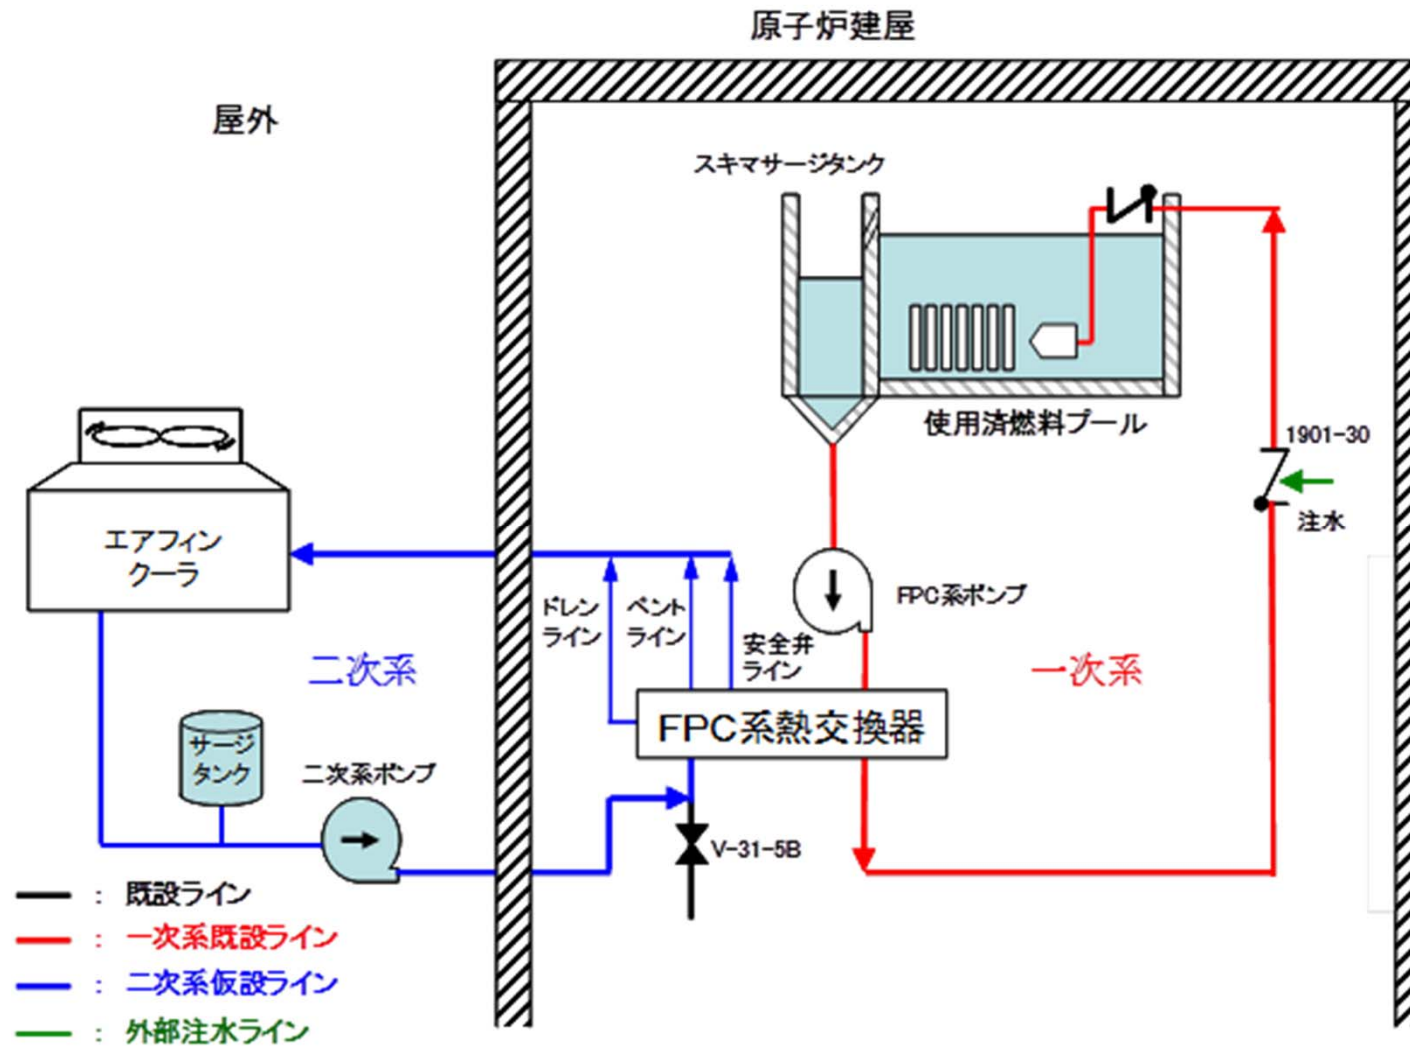 原子炉建屋
屋外
スキマサージタンク
使用済燃料プール
1901-30
注水
エアフィン
クーラ
ドレン
ライン
ベント
ライン
安全弁
ライン
FPC系ポンプ
二次系
一次系
FPC系熱交換器
サージ
タンク
二次系ポンプ
V-31-5B
： 既設ライン
： 一次系既設ライン
： 二次系仮設ライン
： 外部注水ライン